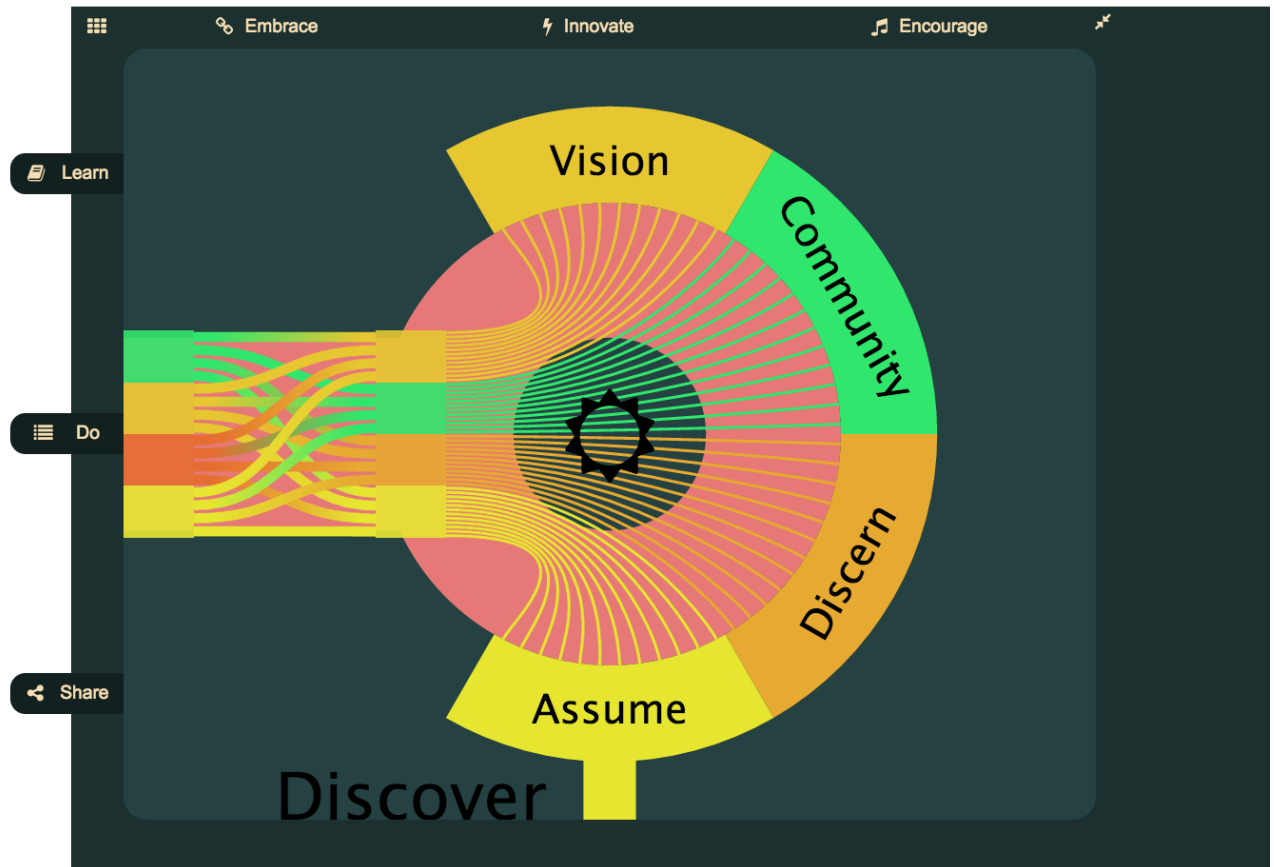 Embrace Innovate Encourage
Learn
Do
Share
Vision
Community
Discern
Assume
Discover